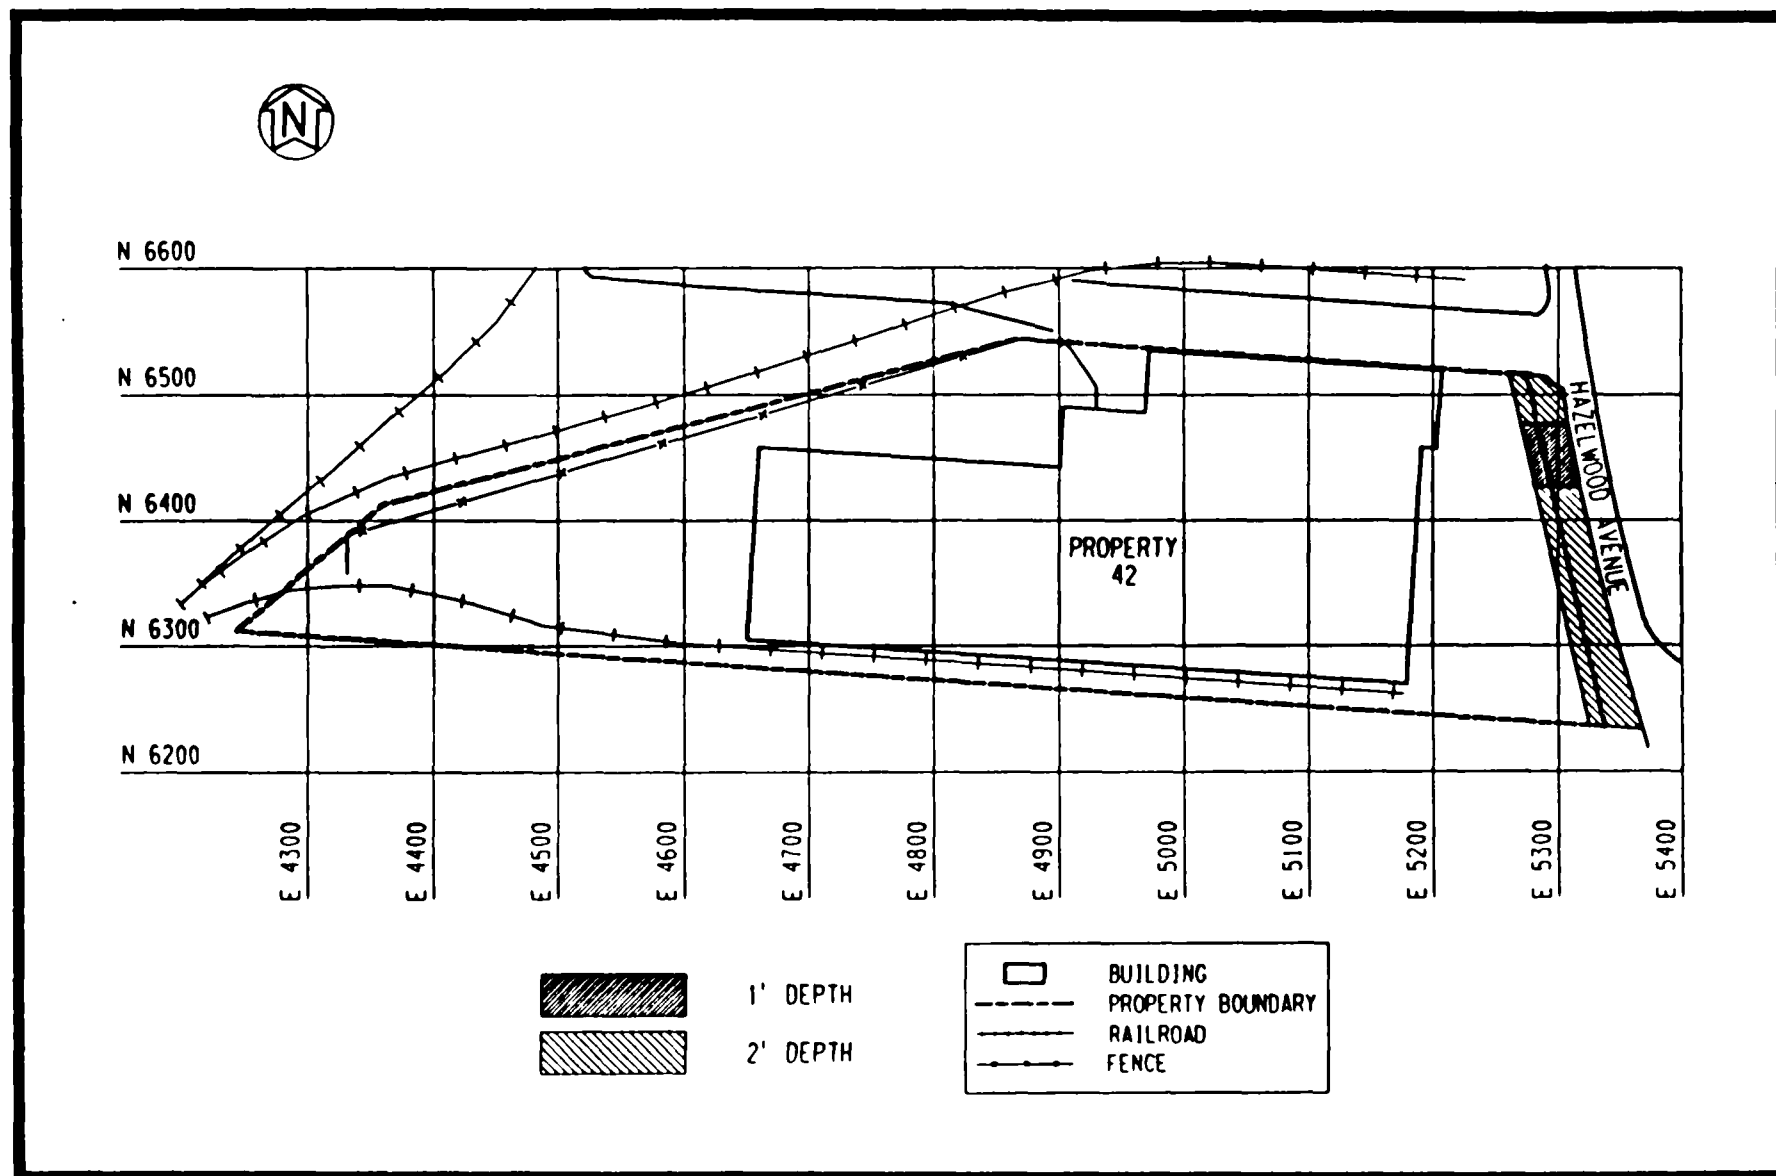 N
N 6600
N 6500
HAZELWOOD AVENUE
N 6400
PROPERTY
42
N 6300
N 6200
E 4300
E 4400
E 4500
E 4600
E 4700
E 4800
E 4900
E 5000
E 5100
E 5200
E 5300
E 5400
1' DEPTH
2' DEPTH
BUILDING
PROPERTY BOUNDARY
RAILROAD
FENCE